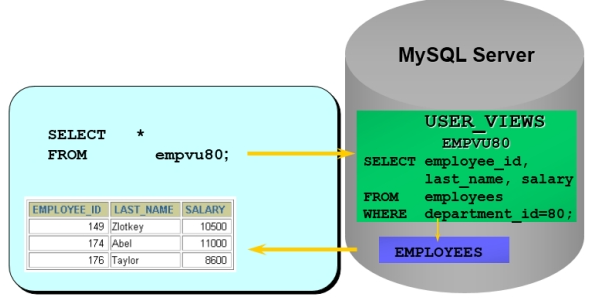 MySQL Server
USER_VIEWS
EMPVU80
SELECT employee_id,
last_name, salary
FROM employees
WHERE department_id=80;
EMPLOYEES
SELECT *
FROM empvu80;
EMPLOYEE_ID LAST_NAME SALARY
149 Zlotkey 10500
174 Abel 11000
176 Taylor 8600